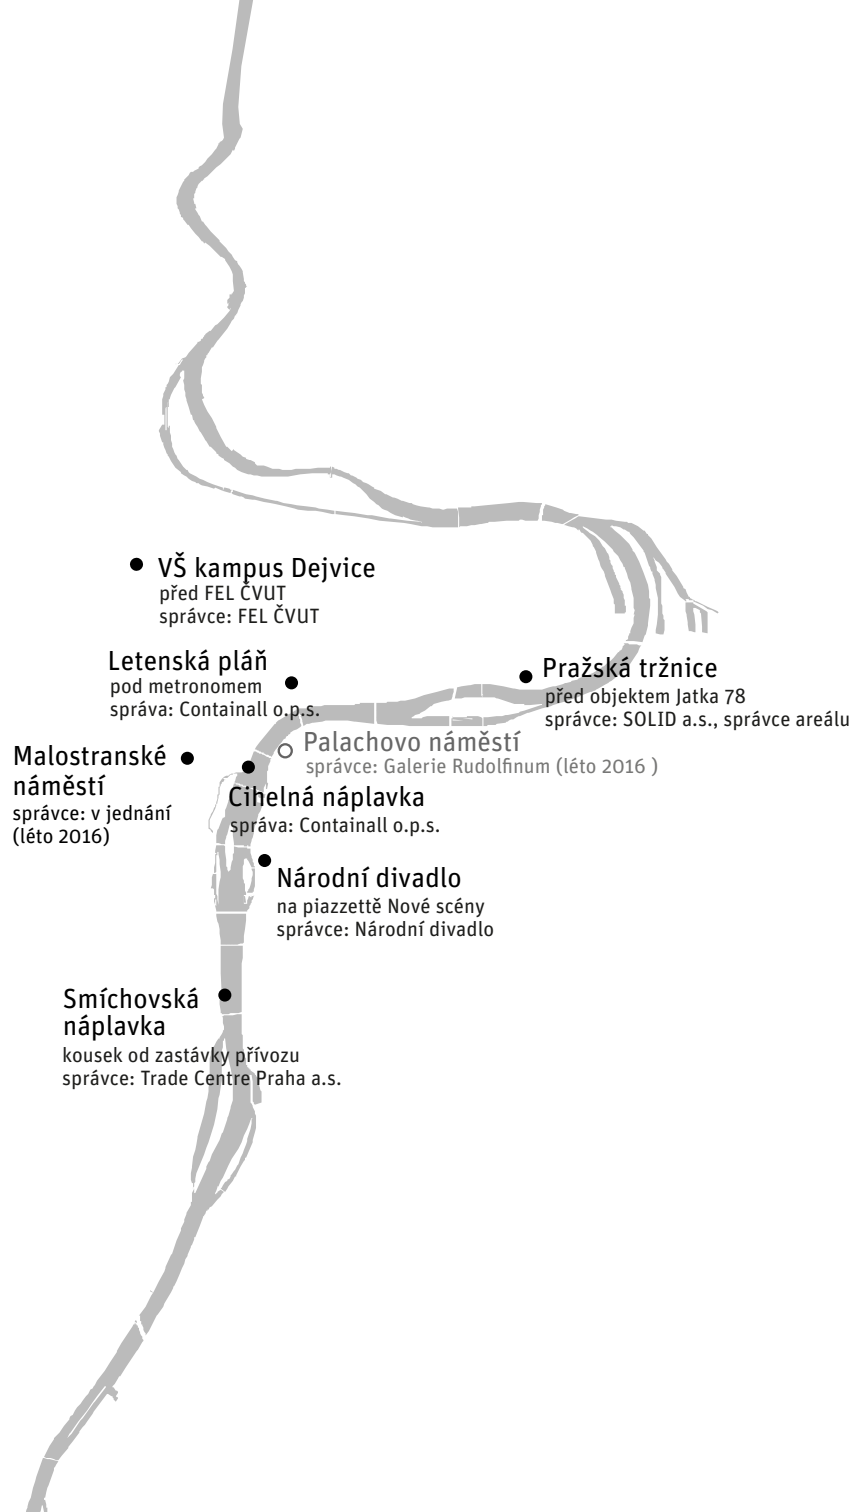 VŠ kampus Dejvice
před FEL ČVUT
správce: FEL ČVUT
Letenská pláň
pod metronomem
správa: Containall o.p.s.
Pražská tržnice
před objektem Jatka 78
správce: SOLID a.s., správce areálu
Palachovo náměstí
správce: Galerie Rudolfinum (léto 2016 )
Malostranské
náměstí
správce: v jednání
(léto 2016)
Cihelná náplavka
správa: Containall o.p.s.
Národní divadlo
na piazzettě Nové scény
správce: Národní divadlo
Smíchovská
náplavka
kousek od zastávky přívozu
správce: Trade Centre Praha a.s.